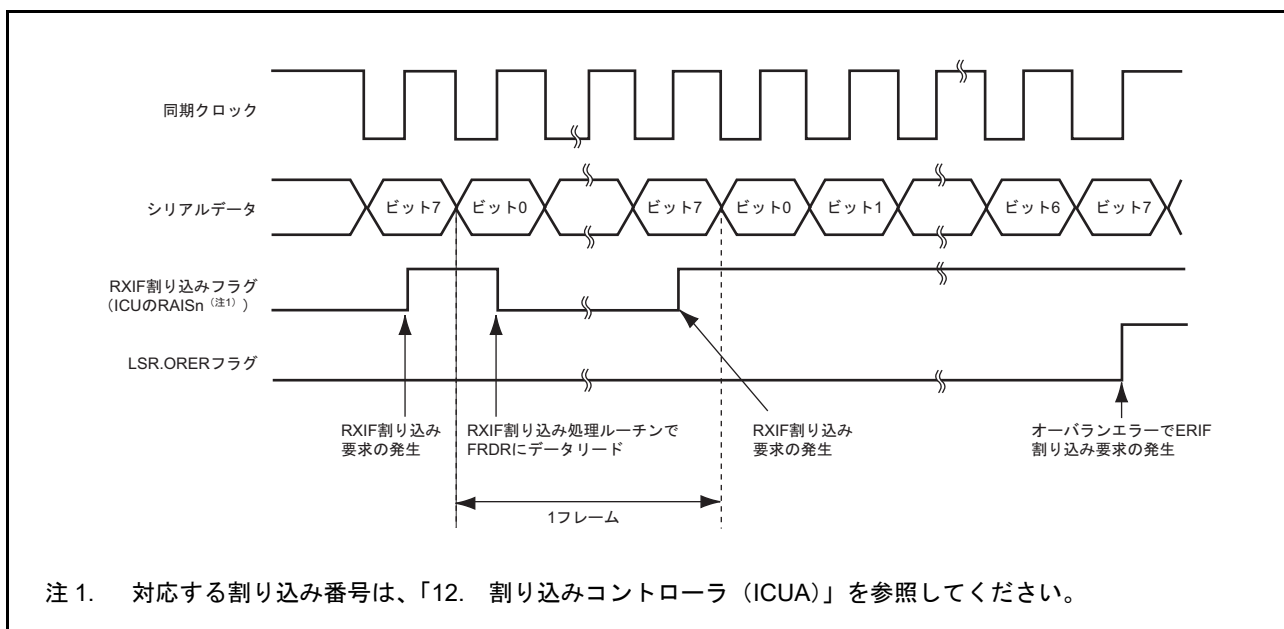 同期クロック
シリアルデータ
ビット7
ビット0
ビット7
ビット0
ビット1
ビット6
ビット7
RXIF割り込みフラグ
（ICUのRAISn（注1））
LSR.ORERフラグ
RXIF割り込み
要求の発生
RXIF割り込み処理ルーチンで
FRDRにデータリード
RXIF割り込み
要求の発生
オーバランエラーでERIF
割り込み要求の発生
1フレーム
注 1. 対応する割り込み番号は、「12. 割り込みコントローラ（ICUA）」を参照してください。